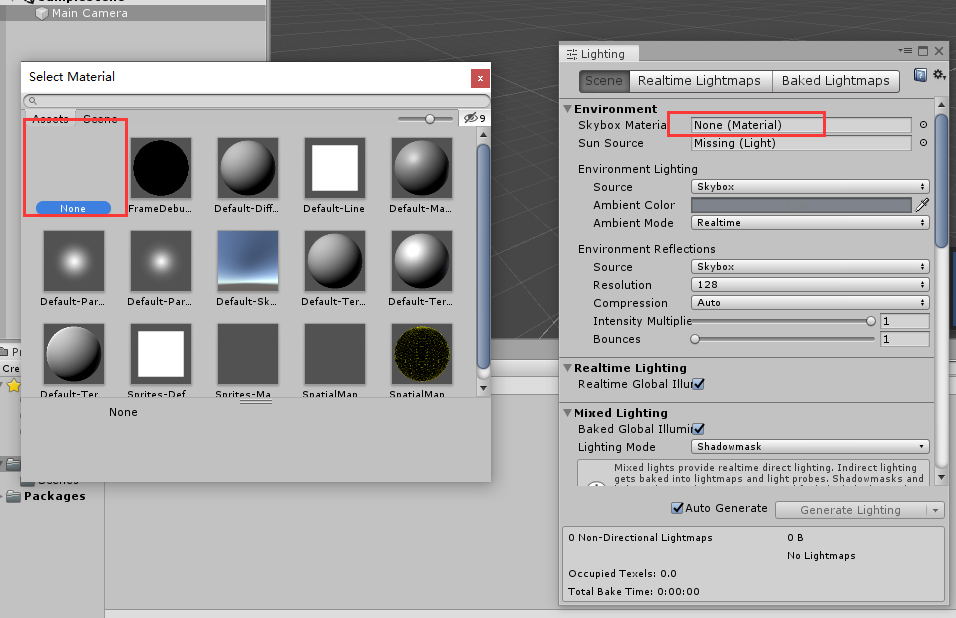 Main Camera
Select Material
x
Assets Scene
9
None
FrameDebu...
Default-Diff...
Default-Line
Default-Ma...
Default-Par...
Default-Par...
Default-Sk...
Default-Ter...
Default-Ter...
Default-Ter...
Sprites-Def...
Sprites-Ma...
SpatialMap...
SpatialMap...
None
Packages
Lighting
Scene Realtime Lightmaps Baked Lightmaps
Environment
Skybox Materia None (Material)
Sun Source Missing (Light)
Environment Lighting
Source Skybox
Ambient Color
Ambient Mode Realtime
Environment Reflections
Source Skybox
Resolution 128
Compression Auto
Intensity Multiplie 1
Bounces 1
Realtime Lighting
Realtime Global Illu
Mixed Lighting
Baked Global Illumi
Lighting Mode Shadowmask
Mixed lights provide realtime direct lighting. Indirect lighting
gets baked into lightmaps and light probes. Shadowmasks and
Auto Generate Generate Lighting
0 Non-Directional Lightmaps 0 B
No Lightmaps
Occupied Texels: 0.0
Total Bake Time: 0:00:00